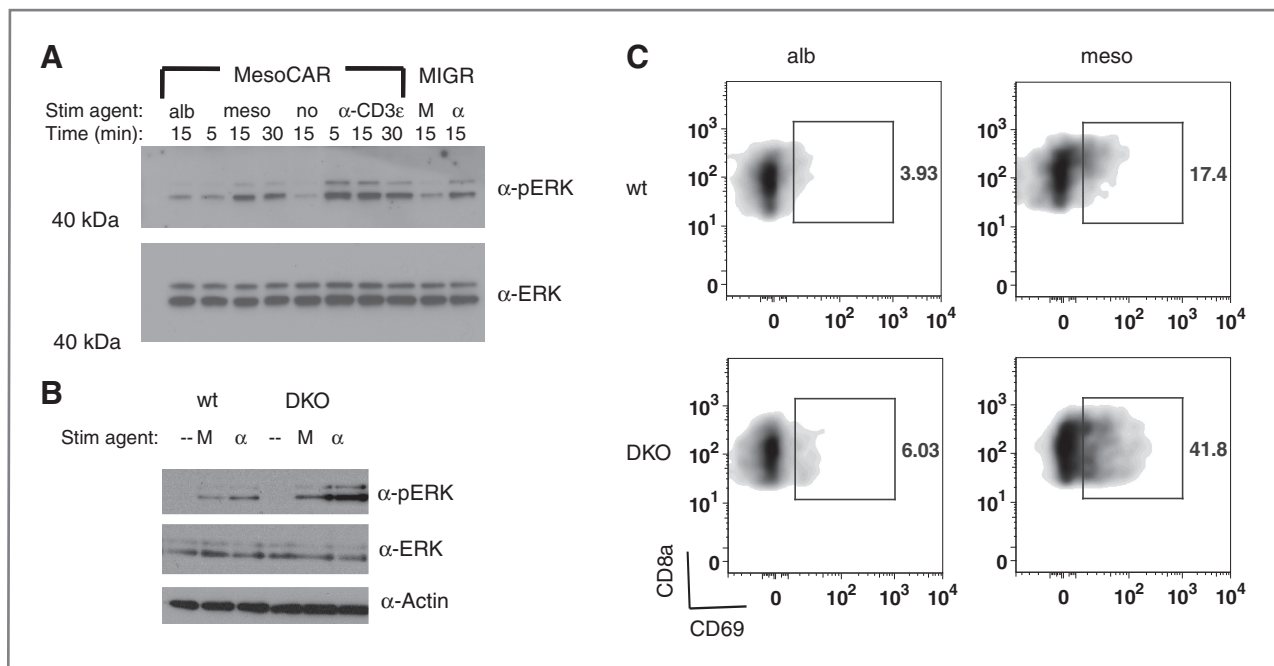 A
MesoCAR MIGR
Stim agent: alb meso no α-CD3ε M α
Time (min): 15 5 15 30 15 5 15 30 15 15
α-pERK
40 kDa
α-ERK
40 kDa
B
wt DKO
Stim agent: -- M α -- M α
α-pERK
α-ERK
α-Actin
C
alb meso
wt
10³
10²
10¹
0
3.93
0 10² 10³ 10⁴
10³
10²
10¹
0
17.4
0 10² 10³ 10⁴
DKO
10³
10²
10¹
0
6.03
0 10² 10³ 10⁴
10³
10²
10¹
0
41.8
0 10² 10³ 10⁴
CD8a
CD69